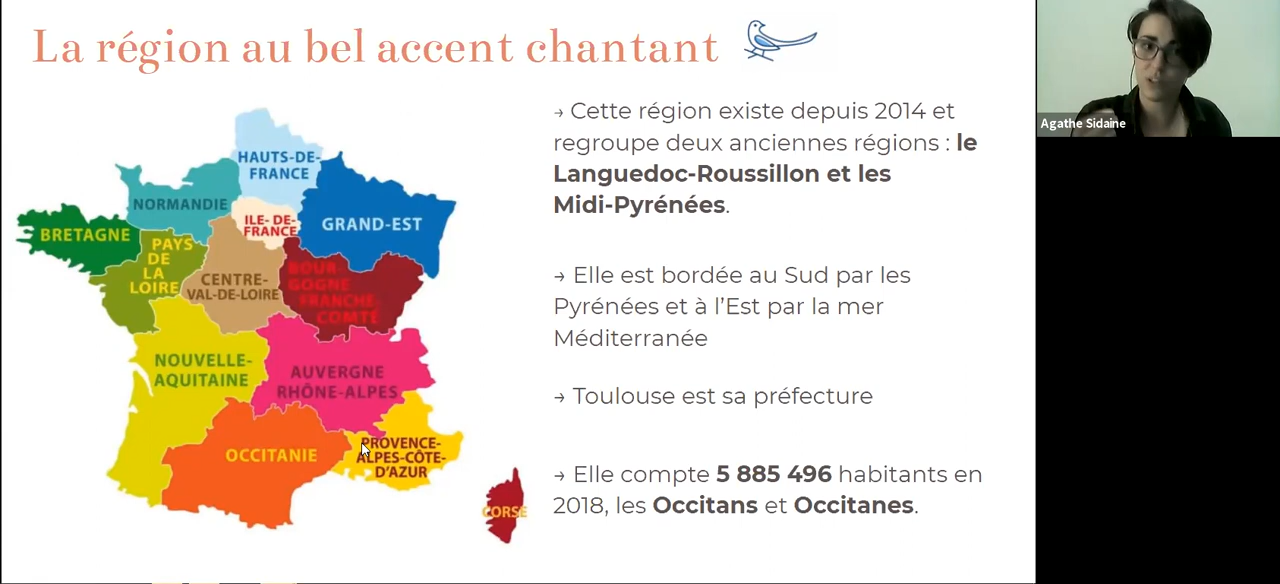 La région au bel accent chantant
Agathe Sidaine
HAUTS-DE-
FRANCE
NORMANDIE
ILE- DE-
FRANCE
GRAND-EST
BRETAGNE
PAYS
DE
LA
LOIRE
CENTRE-
VAL-DE-LOIRE
BOUR-
GOGNE
FRANCHE-
COMTÉ
NOUVELLE-
AQUITAINE
AUVERGNE
RHÔNE-ALPES
OCCITANIE
PROVENCE-
ALPES-CÔTE-
D'AZUR
CORSE
→ Cette région existe depuis 2014 et
regroupe deux anciennes régions : le
Languedoc-Roussillon et les
Midi-Pyrénées.
→ Elle est bordée au Sud par les
Pyrénées et à l'Est par la mer
Méditerranée
→ Toulouse est sa préfecture
→ Elle compte 5 885 496 habitants en
2018, les Occitans et Occitanes.